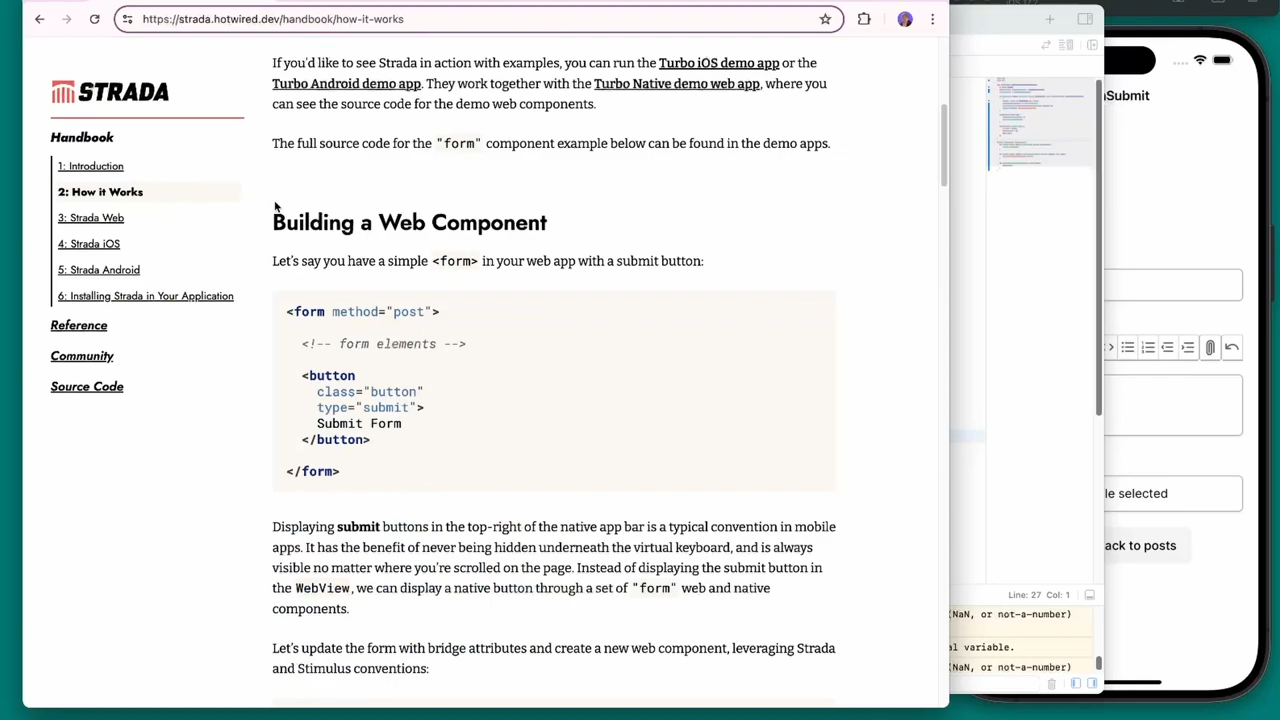 https://strada.hotwired.dev/handbook/how-it-works
STRADA
Handbook
1: Introduction
2: How it Works
3: Strada Web
4: Strada iOS
5: Strada Android
6: Installing Strada in Your Application
Reference
Community
Source Code
If you'd like to see Strada in action with examples, you can run the Turbo iOS demo app or the
Turbo Android demo app. They work together with the Turbo Native demo web app, where you
can see the source code for the demo web components.
The full source code for the "form" component example below can be found in the demo apps.
Building a Web Component
Let's say you have a simple <form> in your web app with a submit button:
<form method="post">
<!-- form elements -->
<button
class="button"
type="submit">
Submit Form
</button>
</form>
Displaying submit buttons in the top-right of the native app bar is a typical convention in mobile
apps. It has the benefit of never being hidden underneath the virtual keyboard, and is always
visible no matter where you're scrolled on the page. Instead of displaying the submit button in
the WebView, we can display a native button through a set of "form" web and native
components.
Let's update the form with bridge attributes and create a new web component, leveraging Strada
and Stimulus conventions:
Line: 27 Col: 1
(NaN, or not-a-number)
al variable.
(NaN, or not-a-number)
Submit
le selected
ack to posts